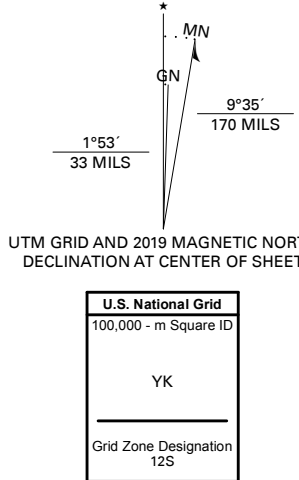 MN
GN
9°35´
170 MILS
1°53´
33 MILS
UTM GRID AND 2019 MAGNETIC NORT
DECLINATION AT CENTER OF SHEET
U.S. National Grid
100,000 - m Square ID
YK
Grid Zone Designation
12S